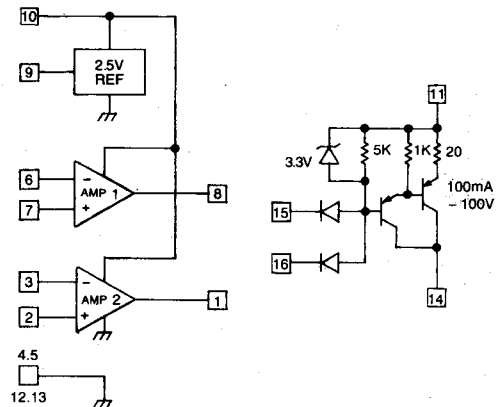 10
2.5V
REF
9
6
7
−
+
AMP 1
8
3
2
−
+
AMP 2
1
4.5
12.13
11
3.3V
5K
1K
20
100mA
– 100V
15
16
14